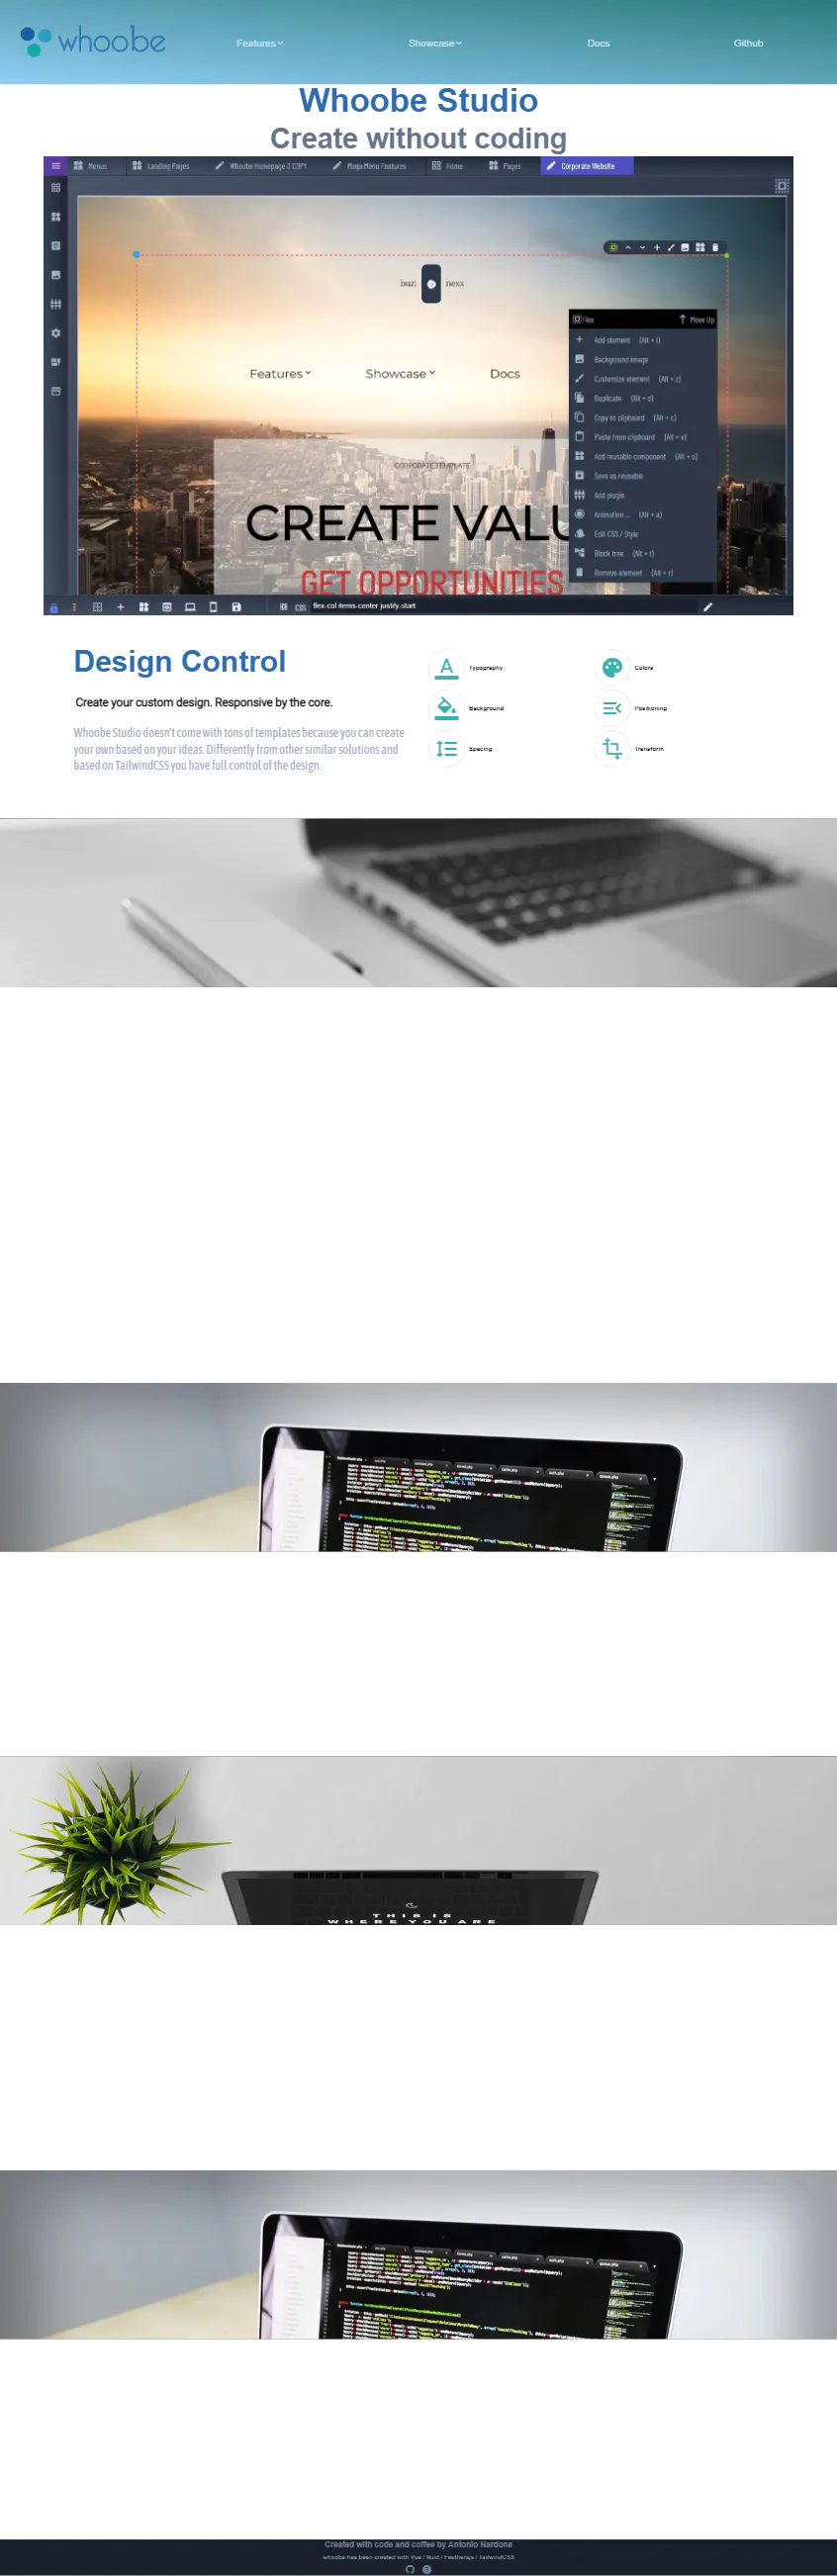 whoobe
Features
Showcase
Docs
Github
Whoobe Studio
Create without coding
Menus
Landing Pages
Whoobe Homepage 3 COPY
Mega Menu Features
Home
Pages
Corporate Website
nexx
Flex
Move Up
Features
Showcase
Docs
Add element (Alt + i)
Background image
Customize element (Alt + z)
Duplicate (Alt + d)
Copy to clipboard (Alt + c)
Paste from clipboard (Alt + v)
Add reusable component (Alt + u)
Save as reusable
Add plugin
Animation ... (Alt + a)
Edit CSS / Style
Block tree (Alt + t)
Remove element (Alt + r)
CORPORATE TEMPLATE
CREATE VALU
GET OPPORTUNITIES
CSS
flex-col items-center justify-start
Design Control
Create your custom design. Responsive by the core.
Whoobe Studio doesn't come with tons of templates because you can create
your own based on your ideas. Differently from other similar solutions and
based on TailwindCSS you have full control of the design.
Typography
Colors
Background
Positioning
Spacing
Transform
THIS IS
WHERE YOU ARE
Created with code and coffee by Antonio Nardone
whoobe has been created with Vue / Nuxt / Feathersjs / TailwindCSS